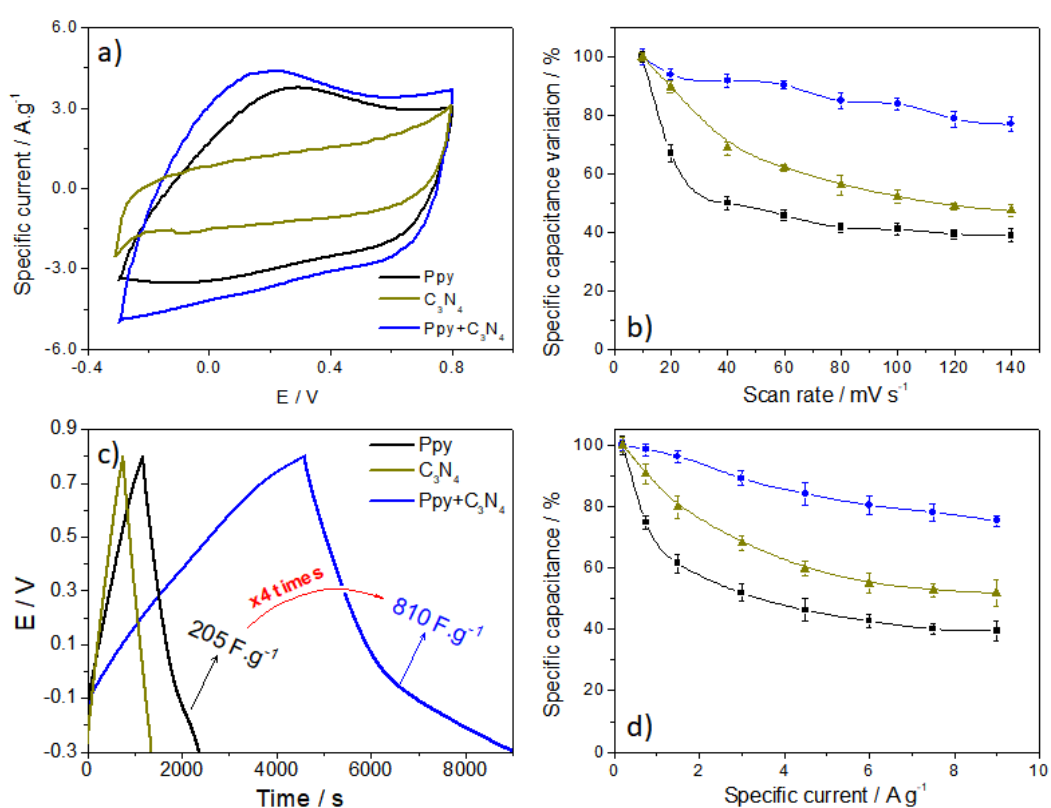 a)
Specific current / A.g⁻¹
6.0
3.0
0.0
-3.0
-6.0
-0.4
0.0
0.4
0.8
E / V
Ppy
C₃N₄
Ppy+C₃N₄
b)
Specific capacitance variation / %
100
80
60
40
20
0
20
40
60
80
100
120
140
Scan rate / mV s⁻¹
c)
E / V
0.9
0.7
0.5
0.3
0.1
-0.1
-0.3
0
2000
4000
6000
8000
Time / s
Ppy
C₃N₄
Ppy+C₃N₄
x4 times
205 F.g⁻¹
810 F.g⁻¹
d)
Specific capacitance / %
100
80
60
40
20
0
0
2
4
6
8
10
Specific current / A g⁻¹